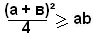 (а + в)²/4 ⩾ ab